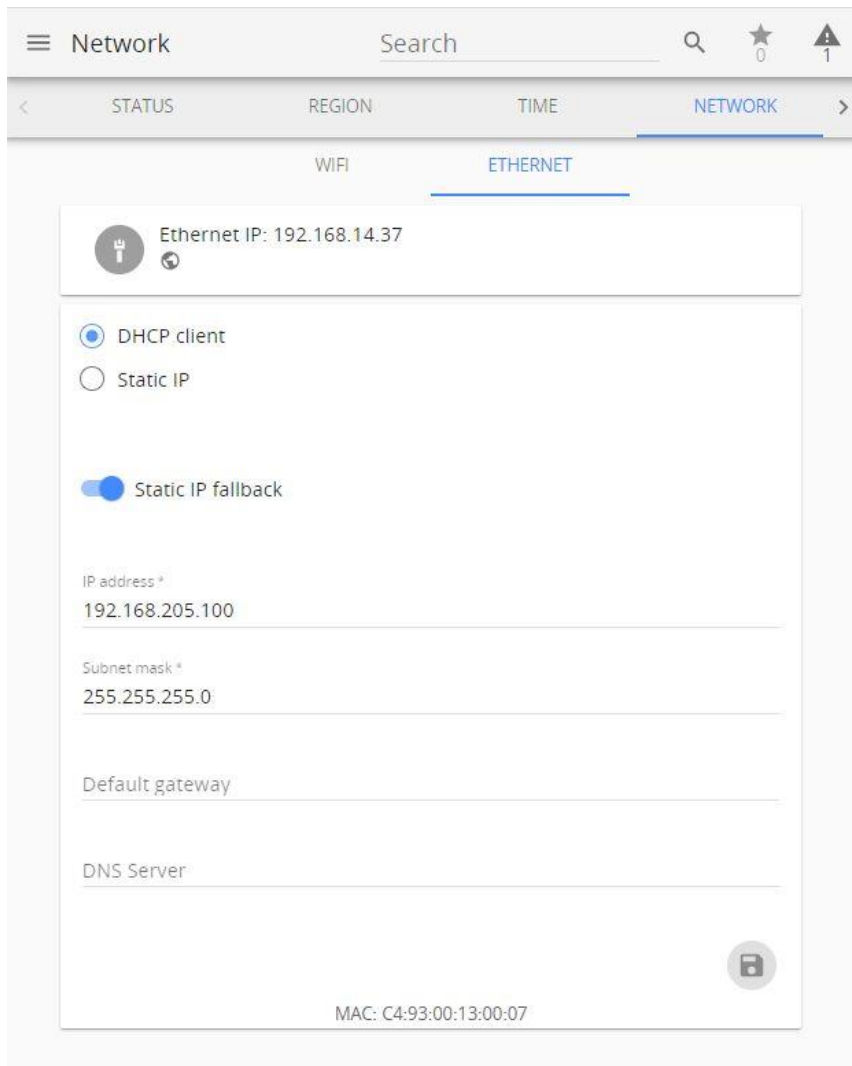 Network Search 0 1
STATUS REGION TIME NETWORK
WIFI ETHERNET
Ethernet IP: 192.168.14.37
DHCP client
Static IP
Static IP fallback
IP address *
192.168.205.100
Subnet mask *
255.255.255.0
Default gateway
DNS Server
MAC: C4:93:00:13:00:07